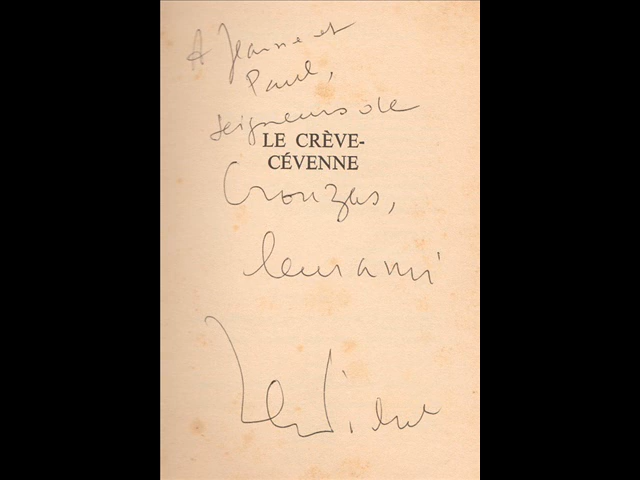 A Jeanne et
Paul,
seigneurs de
LE CRÈVE-
CÉVENNE
Crouzas,
leur ami